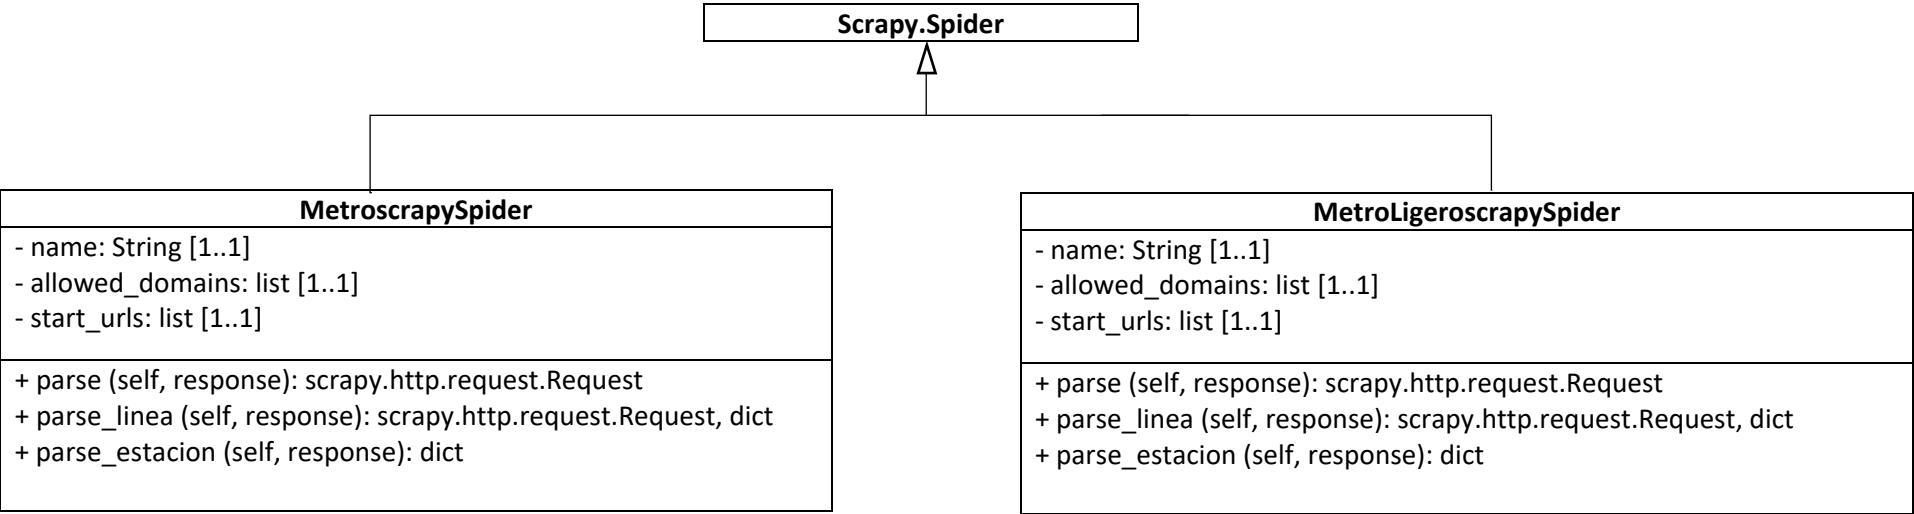 Scrapy.Spider
MetroscrapySpider
- name: String [1..1]
- allowed_domains: list [1..1]
- start_urls: list [1..1]
+ parse (self, response): scrapy.http.request.Request
+ parse_linea (self, response): scrapy.http.request.Request, dict
+ parse_estacion (self, response): dict
MetroLigeroscrapySpider
- name: String [1..1]
- allowed_domains: list [1..1]
- start_urls: list [1..1]
+ parse (self, response): scrapy.http.request.Request
+ parse_linea (self, response): scrapy.http.request.Request, dict
+ parse_estacion (self, response): dict